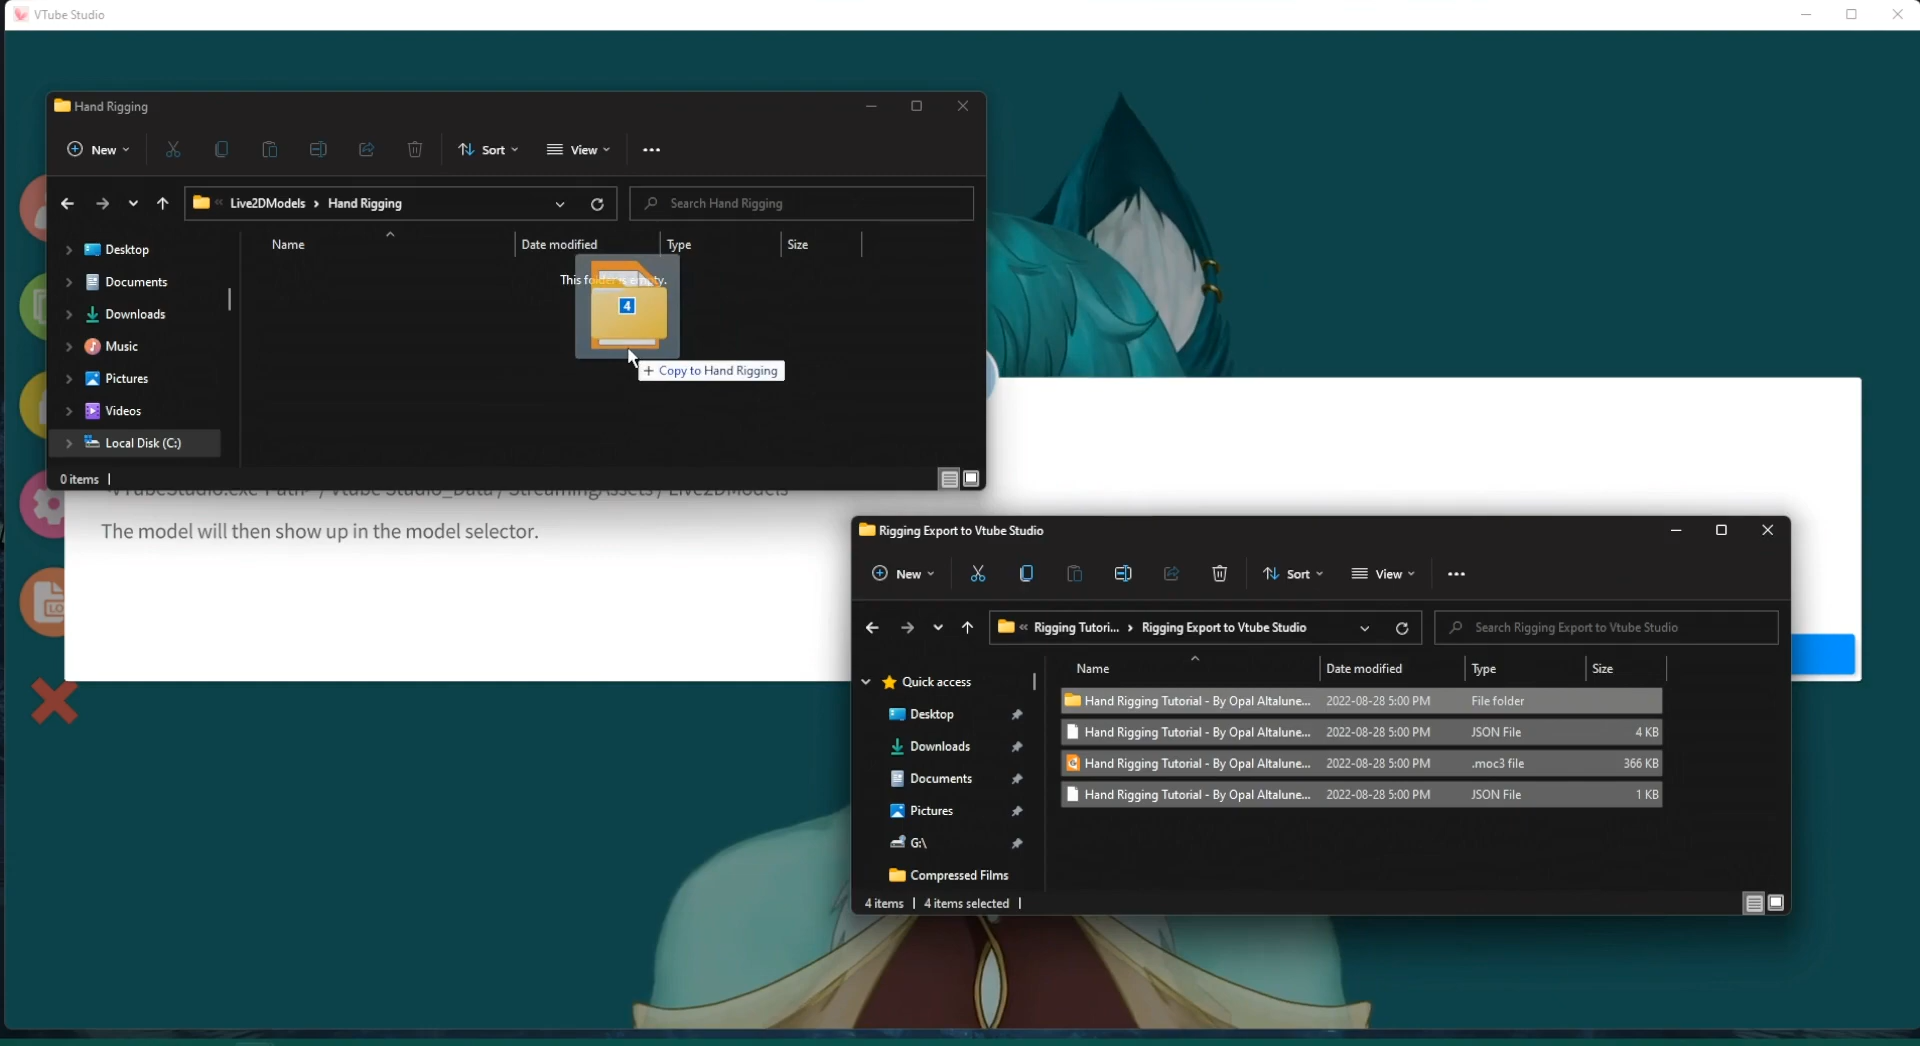 VTube Studio
Hand Rigging
New
Sort
View
Live2DModels > Hand Rigging
Search Hand Rigging
Name
Date modified
Type
Size
Desktop
Documents
Downloads
Music
Pictures
Videos
Local Disk (C:)
This folder is empty.
4
+ Copy to Hand Rigging
0 items
The model will then show up in the model selector.
Rigging Export to Vtube Studio
New
Sort
View
Rigging Tutori... > Rigging Export to Vtube Studio
Search Rigging Export to Vtube Studio
Name
Date modified
Type
Size
Quick access
Desktop
Downloads
Documents
Pictures
G:\
Compressed Films
Hand Rigging Tutorial - By Opal Altalune... 2022-08-28 5:00 PM File folder
Hand Rigging Tutorial - By Opal Altalune... 2022-08-28 5:00 PM JSON File 4 KB
Hand Rigging Tutorial - By Opal Altalune... 2022-08-28 5:00 PM .moc3 file 366 KB
Hand Rigging Tutorial - By Opal Altalune... 2022-08-28 5:00 PM JSON File 1 KB
4 items
4 items selected